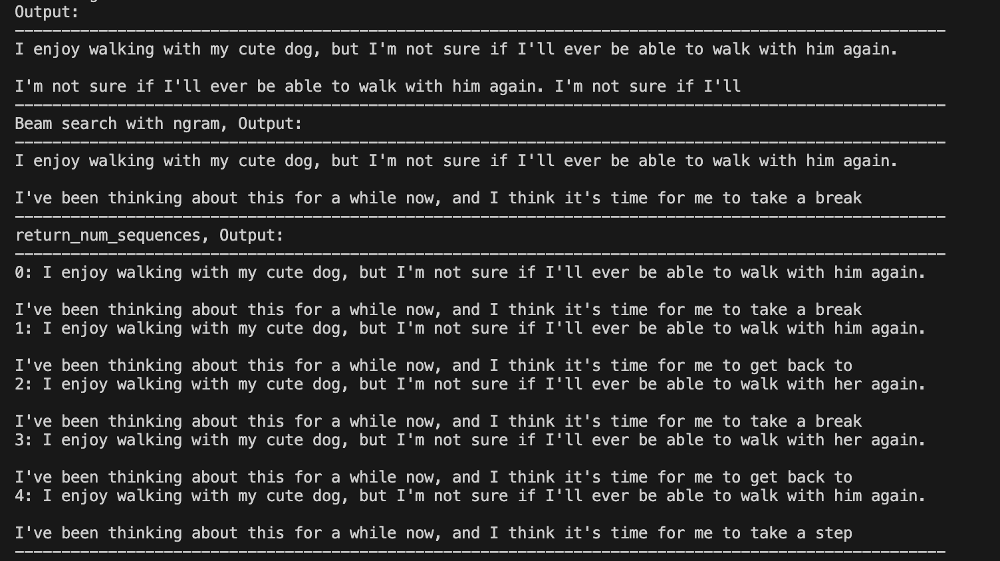 Output:
----------------------------------------------------------------------------------------------------
I enjoy walking with my cute dog, but I'm not sure if I'll ever be able to walk with him again.
I'm not sure if I'll ever be able to walk with him again. I'm not sure if I'll
----------------------------------------------------------------------------------------------------
Beam search with ngram, Output:
----------------------------------------------------------------------------------------------------
I enjoy walking with my cute dog, but I'm not sure if I'll ever be able to walk with him again.
I've been thinking about this for a while now, and I think it's time for me to take a break
----------------------------------------------------------------------------------------------------
return_num_sequences, Output:
----------------------------------------------------------------------------------------------------
0: I enjoy walking with my cute dog, but I'm not sure if I'll ever be able to walk with him again.
I've been thinking about this for a while now, and I think it's time for me to take a break
1: I enjoy walking with my cute dog, but I'm not sure if I'll ever be able to walk with him again.
I've been thinking about this for a while now, and I think it's time for me to get back to
2: I enjoy walking with my cute dog, but I'm not sure if I'll ever be able to walk with her again.
I've been thinking about this for a while now, and I think it's time for me to take a break
3: I enjoy walking with my cute dog, but I'm not sure if I'll ever be able to walk with her again.
I've been thinking about this for a while now, and I think it's time for me to get back to
4: I enjoy walking with my cute dog, but I'm not sure if I'll ever be able to walk with him again.
I've been thinking about this for a while now, and I think it's time for me to take a step
----------------------------------------------------------------------------------------------------